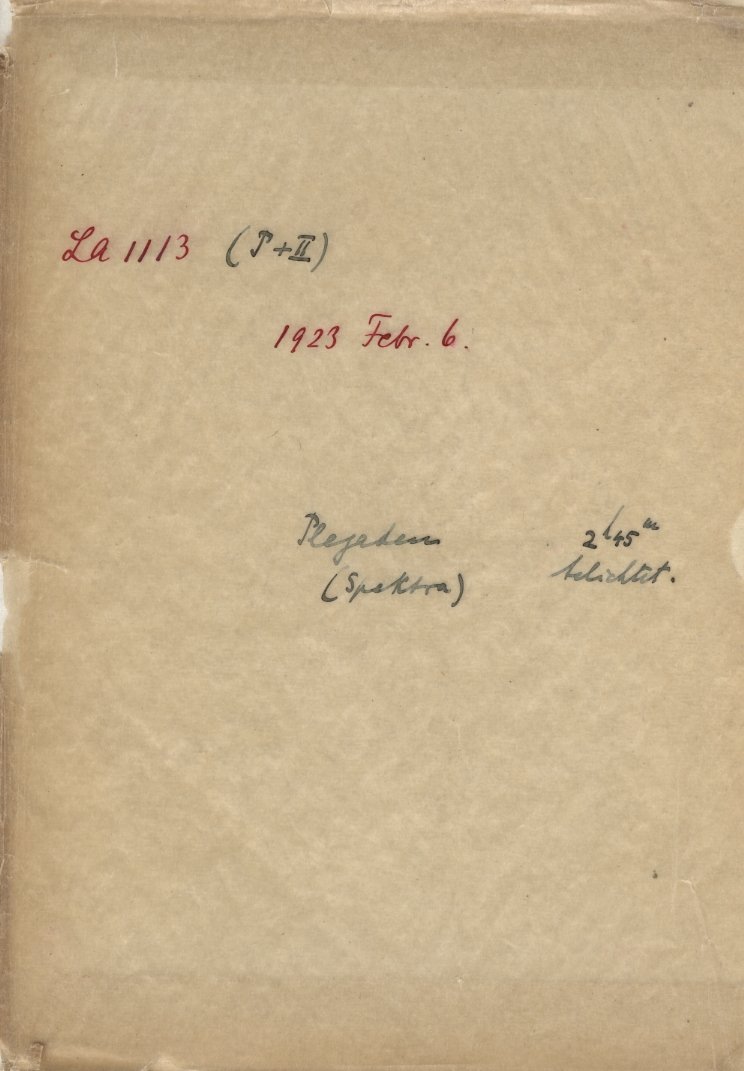 La 1113 (P+II)
1923 Febr. 6.
Plejaden 2h45m
(Spektra) belichtet.